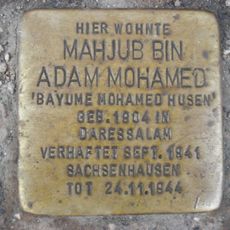 HIER WOHNTE
MAHJUB BIN
ADAM MOHAMED
'BAYUME MOHAMED HUSEN'
GEB. 1904 IN
DARESSALAM
VERHAFTET SEPT. 1941
SACHSENHAUSEN
TOT 24.11.1944